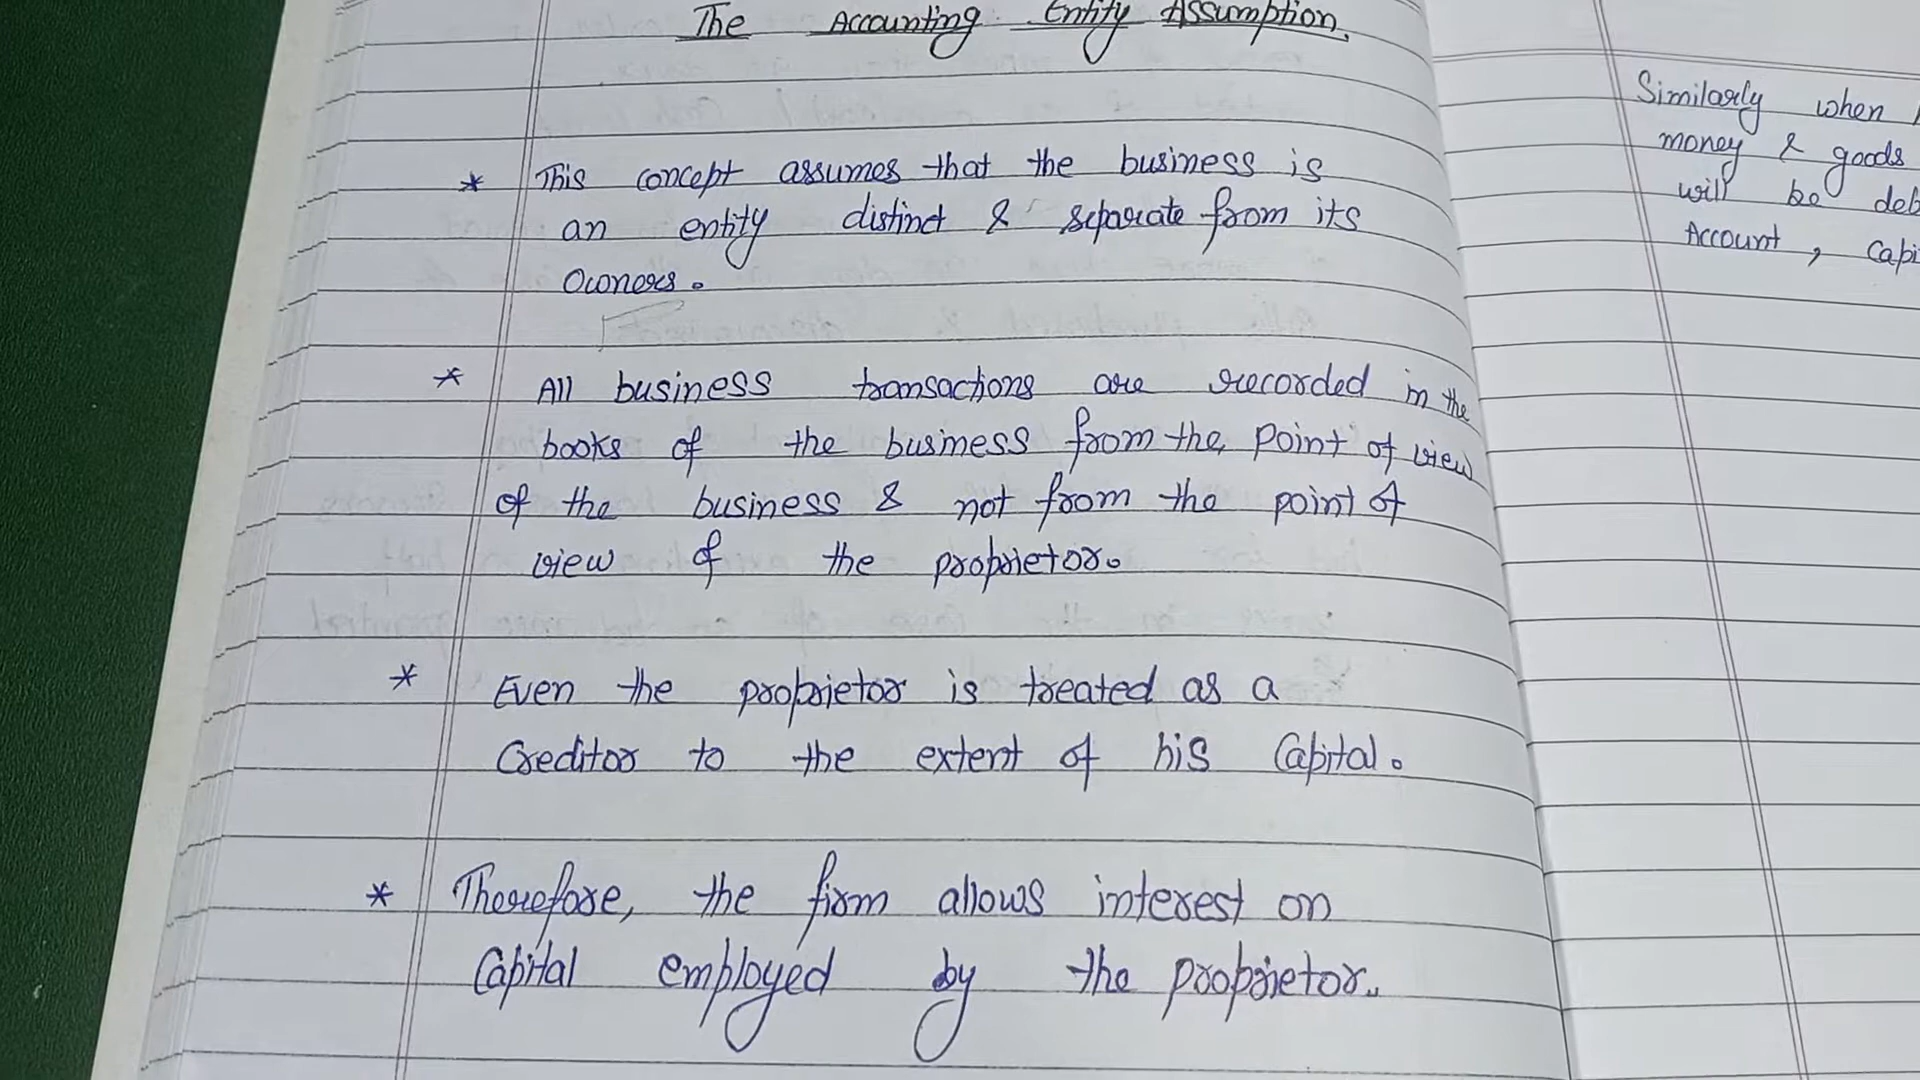 The Accounting Entity Assumption.
* This concept assumes that the business is
an entity distinct & separate from its
Owners.
* All business transactions are recorded in the
books of the business from the point of view
of the business & not from the point of
view of the proprietor.
* Even the proprietor is treated as a
Creditor to the extent of his Capital.
* Therefore, the firm allows interest on
Capital employed by the proprietor.
Similarly when
money & goods
will be deb
Account, Capi